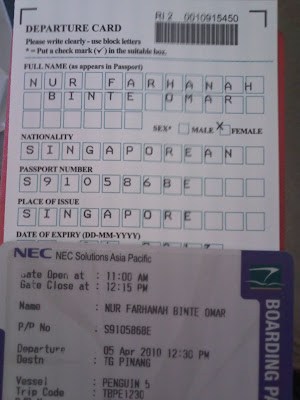 RI 2 0010915450
DEPARTURE CARD
Please write clearly - use block letters
* = Put a check mark (✓) in the suitable box.
FULL NAME (as appears in Passport)
NUR FARHANAH
BINTE OMAR
SEX* MALE X FEMALE
NATIONALITY
SINGAPOREAN
PASSPORT NUMBER
S9105868E
PLACE OF ISSUE
SINGAPORE
DATE OF EXPIRY (DD-MM-YYYY)
NEC NEC Solutions Asia Pacific
Gate Open at : 11:00 AM
Gate Close at : 12:15 PM
Name : NUR FARHANAH BINTE OMAR
P/P No : S9105868E
Departure : 05 Apr 2010 12:30 PM
Destn : TG PINANG
Vessel : PENGUIN 5
Trip Code : TBPE1230
BOARDING PA